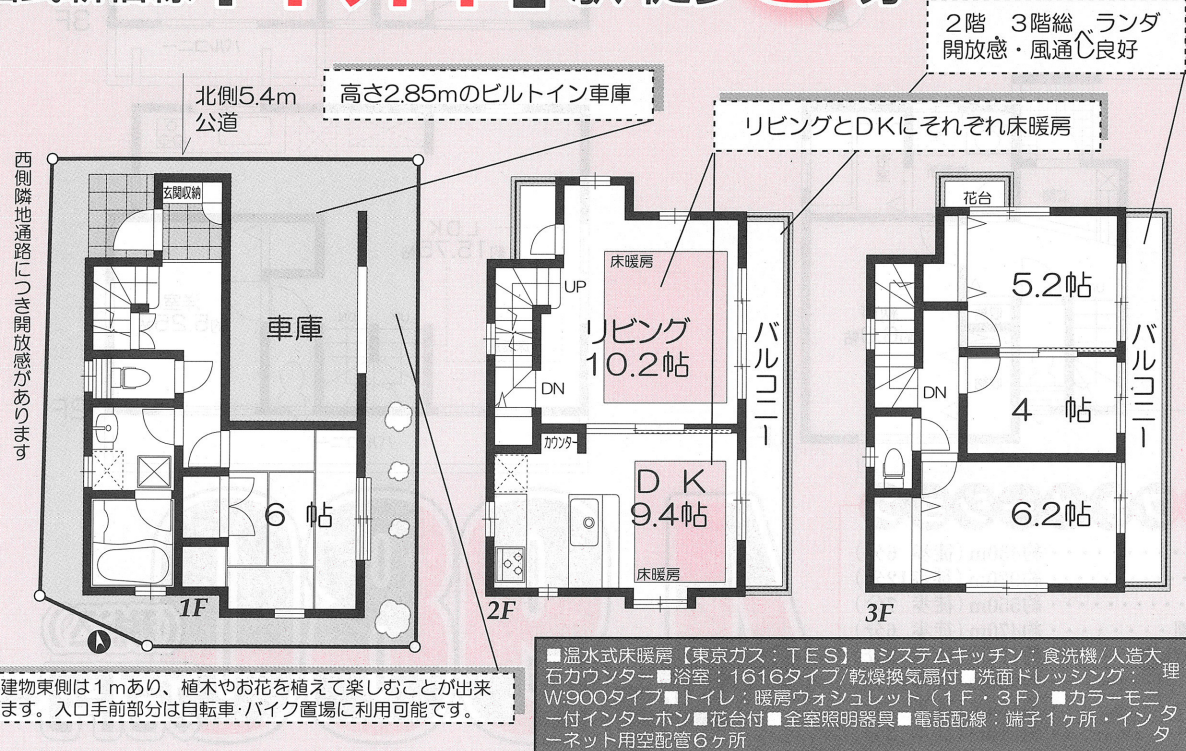 北側5.4m
公道
高さ2.85mのビルトイン車庫
2階、3階総ベランダ
開放感・風通し良好
リビングとDKにそれぞれ床暖房
西側隣地通路につき開放感があります
玄関収納
車庫
6 帖
1F
床暖房
UP
リビング
10.2帖
DN
カウンター
DK
9.4帖
床暖房
バルコニー
2F
花台
5.2帖
DN
4 帖
6.2帖
バルコニー
3F
建物東側は1mあり、植木やお花を植えて楽しむことが出来
ます。入口手前部分は自転車・バイク置場に利用可能です。
■温水式床暖房【東京ガス:TES】■システムキッチン:食洗機/人造大理
石カウンター■浴室:1616タイプ/乾燥換気扇付■洗面ドレッシング:
W:900タイプ■トイレ:暖房ウォシュレット(1F・3F)■カラーモニタ
ー付インターホン■花台付■全室照明器具■電話配線:端子1ヶ所・インタ
ーネット用空配管6ヶ所